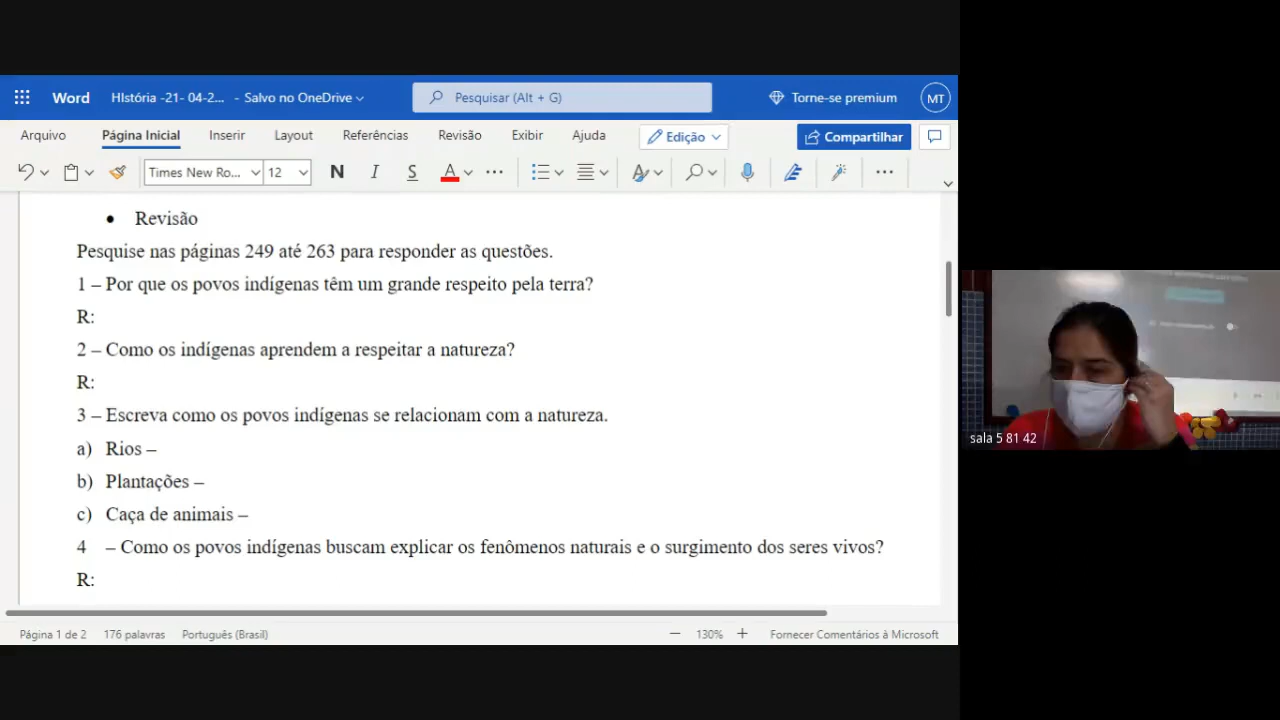 Word
HIstória -21- 04-2... - Salvo no OneDrive
Pesquisar (Alt + G)
Torne-se premium
MT
Arquivo
Página Inicial
Inserir
Layout
Referências
Revisão
Exibir
Ajuda
Edição
Compartilhar
Times New Ro...
12
N
I
S
A
• Revisão
Pesquise nas páginas 249 até 263 para responder as questões.
1 – Por que os povos indígenas têm um grande respeito pela terra?
R:
2 – Como os indígenas aprendem a respeitar a natureza?
R:
3 – Escreva como os povos indígenas se relacionam com a natureza.
a) Rios –
b) Plantações –
c) Caça de animais –
4 – Como os povos indígenas buscam explicar os fenômenos naturais e o surgimento dos seres vivos?
R:
Página 1 de 2
176 palavras
Português (Brasil)
130%
Fornecer Comentários à Microsoft
sala 5 81 42